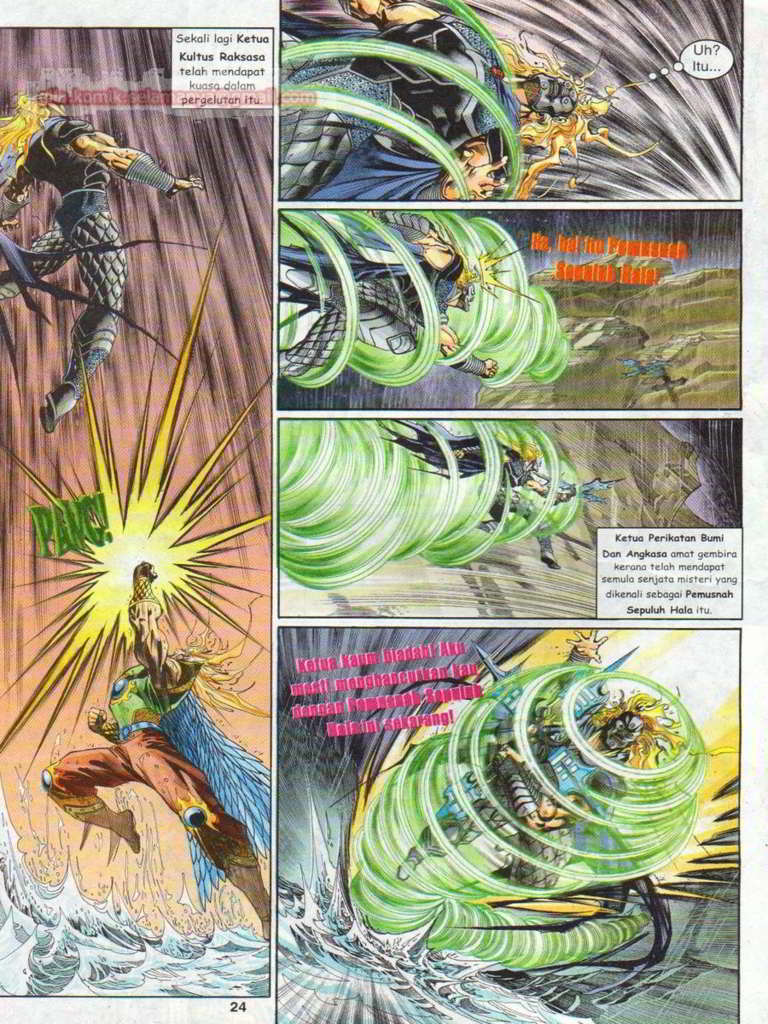 Sekali lagi Ketua
Kultus Raksasa
telah mendapat
kuasa dalam
pergelutan itu.
Uh?
Itu...
Ha, ha! Itu Pemusnah
Sepuluh Hala!
PANG!
Ketua Perikatan Bumi
Dan Angkasa amat gembira
kerana telah mendapat
semula senjata misteri yang
dikenali sebagai Pemusnah
Sepuluh Hala itu.
Ketua Kaum Biadab! Aku
mesti menghancurkan kau
dengan Pemusnah Sepuluh
Hala ini sekarang!
24